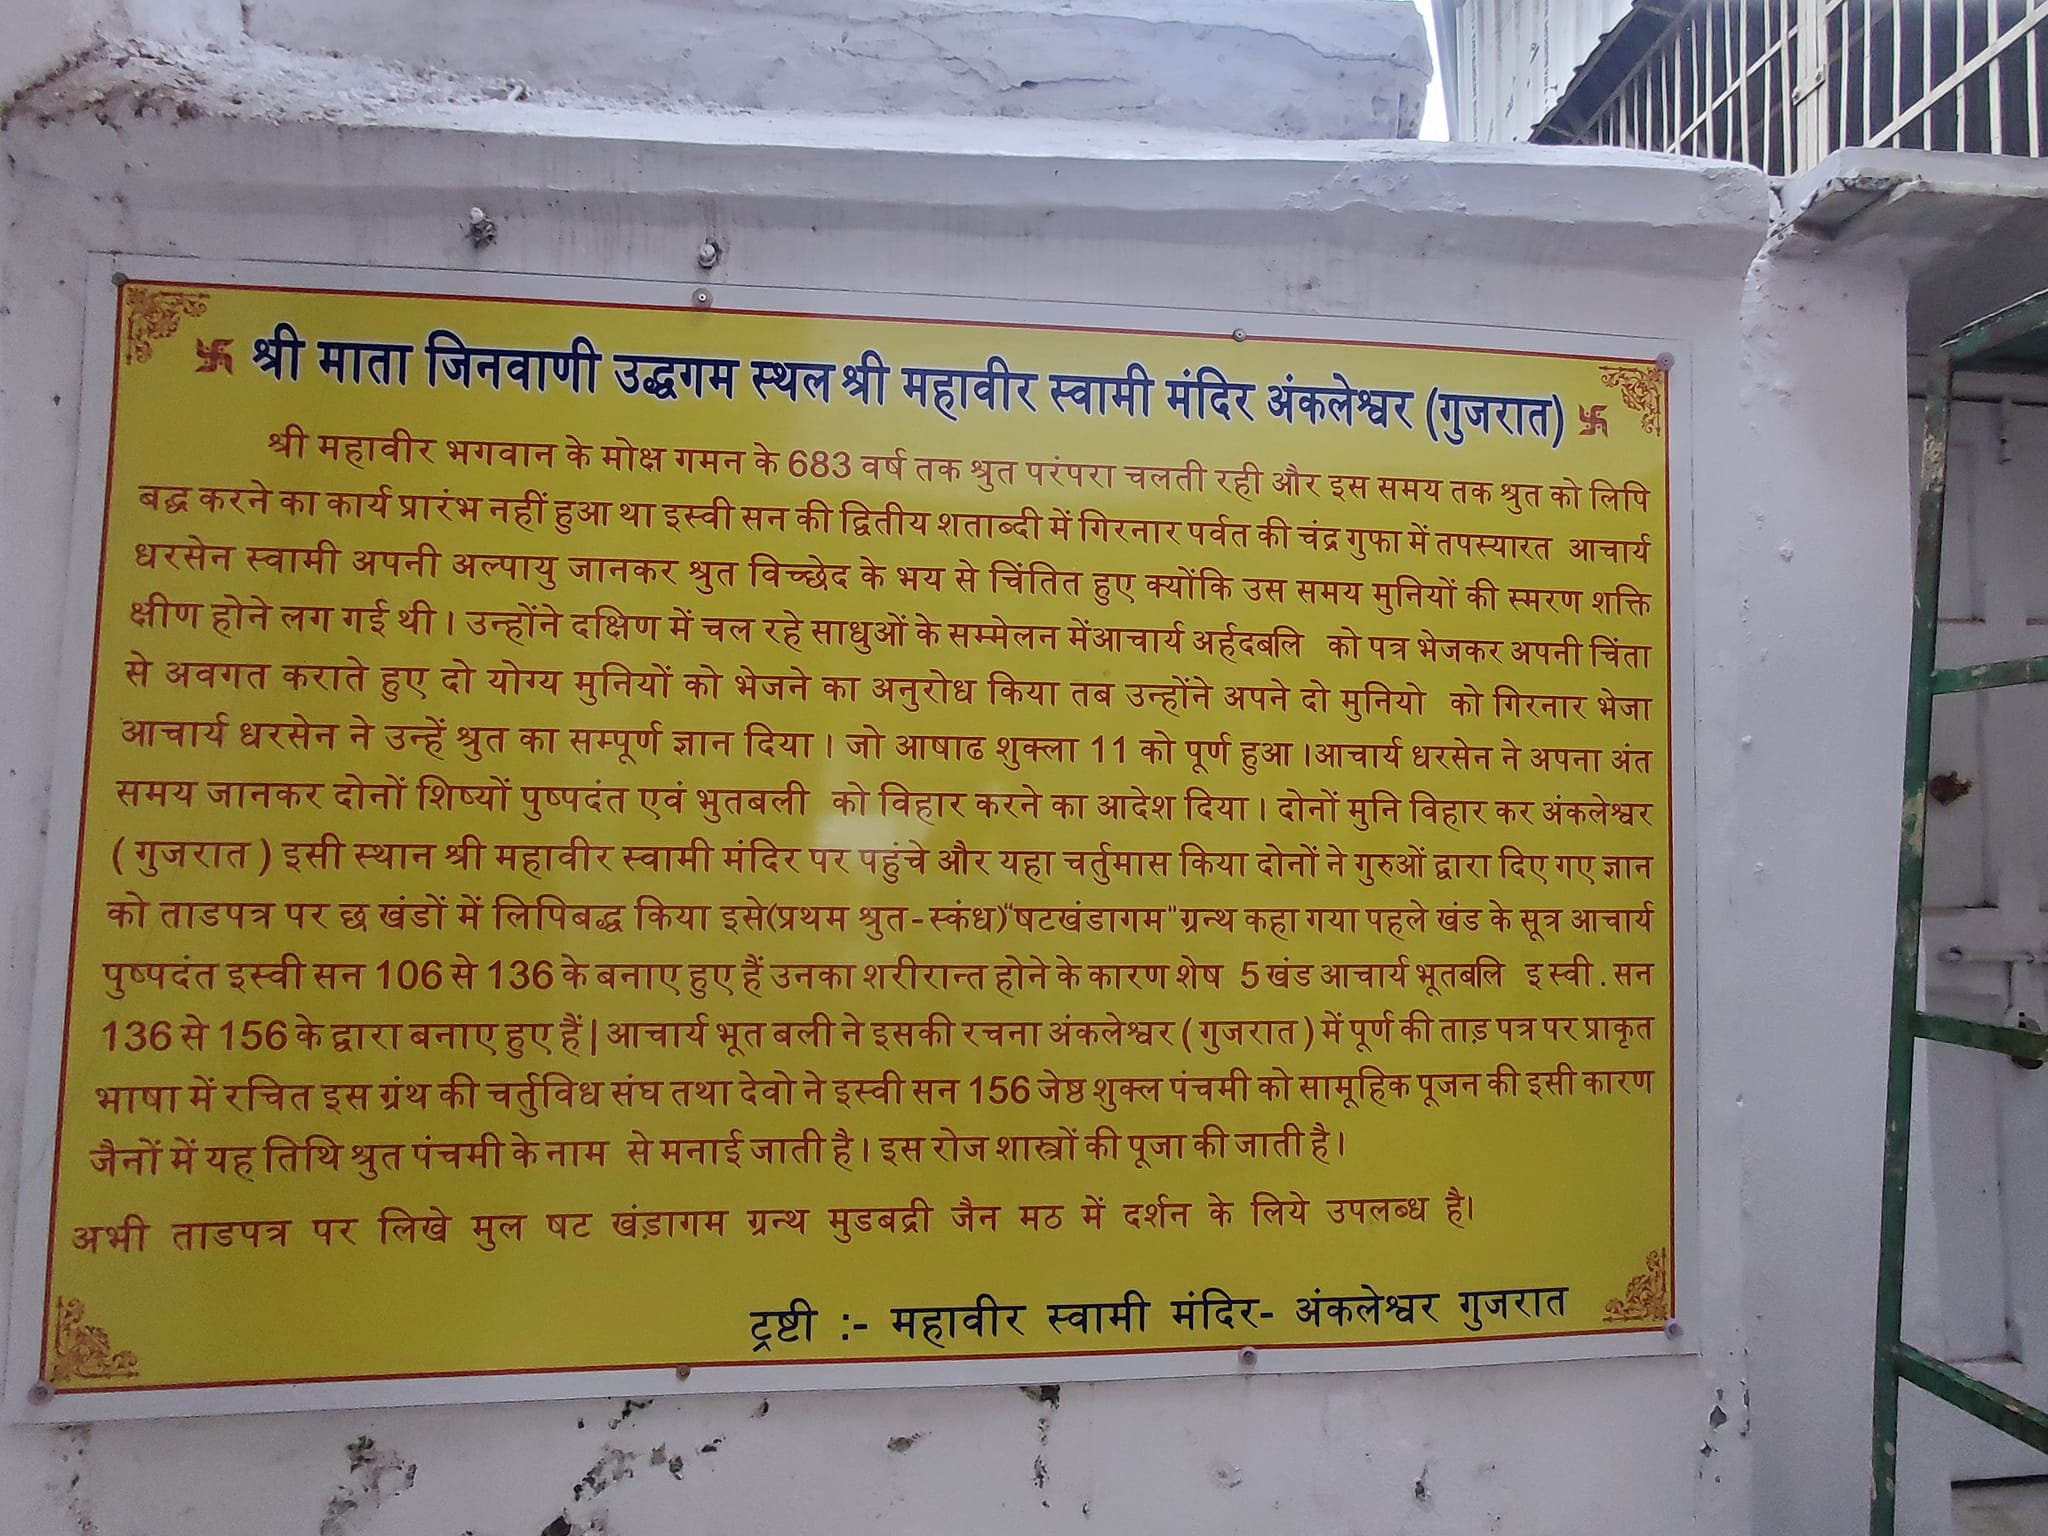 卐 श्री माता जिनवाणी उद्धगम स्थल श्री महावीर स्वामी मंदिर अंकलेश्वर (गुजरात) 卐
श्री महावीर भगवान के मोक्ष गमन के 683 वर्ष तक श्रुत परंपरा चलती रही और इस समय तक श्रुत को लिपि
बद्ध करने का कार्य प्रारंभ नहीं हुआ था इस्वी सन की द्वितीय शताब्दी में गिरनार पर्वत की चंद्र गुफा में तपस्यारत आचार्य
धरसेन स्वामी अपनी अल्पायु जानकर श्रुत विच्छेद के भय से चिंतित हुए क्योंकि उस समय मुनियों की स्मरण शक्ति
क्षीण होने लग गई थी । उन्होंने दक्षिण में चल रहे साधुओं के सम्मेलन मेंआचार्य अर्हदबलि को पत्र भेजकर अपनी चिंता
से अवगत कराते हुए दो योग्य मुनियों को भेजने का अनुरोध किया तब उन्होंने अपने दो मुनियो को गिरनार भेजा
आचार्य धरसेन ने उन्हें श्रुत का सम्पूर्ण ज्ञान दिया । जो आषाढ शुक्ला 11 को पूर्ण हुआ ।आचार्य धरसेन ने अपना अंत
समय जानकर दोनों शिष्यों पुष्पदंत एवं भुतबली को विहार करने का आदेश दिया । दोनों मुनि विहार कर अंकलेश्वर
( गुजरात ) इसी स्थान श्री महावीर स्वामी मंदिर पर पहुंचे और यहा चर्तुमास किया दोनों ने गुरुओं द्वारा दिए गए ज्ञान
को ताडपत्र पर छ खंडों में लिपिबद्ध किया इसे(प्रथम श्रुत-स्कंध)"षटखंडागम"ग्रन्थ कहा गया पहले खंड के सूत्र आचार्य
पुष्पदंत इस्वी सन 106 से 136 के बनाए हुए हैं उनका शरीरान्त होने के कारण शेष 5 खंड आचार्य भूतबलि इ स्वी . सन
136 से 156 के द्वारा बनाए हुए हैं | आचार्य भूत बली ने इसकी रचना अंकलेश्वर ( गुजरात ) में पूर्ण की ताड़ पत्र पर प्राकृत
भाषा में रचित इस ग्रंथ की चर्तुविध संघ तथा देवो ने इस्वी सन 156 जेष्ठ शुक्ल पंचमी को सामूहिक पूजन की इसी कारण
जैनों में यह तिथि श्रुत पंचमी के नाम से मनाई जाती है । इस रोज शास्त्रों की पूजा की जाती है ।
अभी ताडपत्र पर लिखे मुल षट खंड़ागम ग्रन्थ मुडबद्री जैन मठ में दर्शन के लिये उपलब्ध है।
ट्रष्टी :- महावीर स्वामी मंदिर- अंकलेश्वर गुजरात